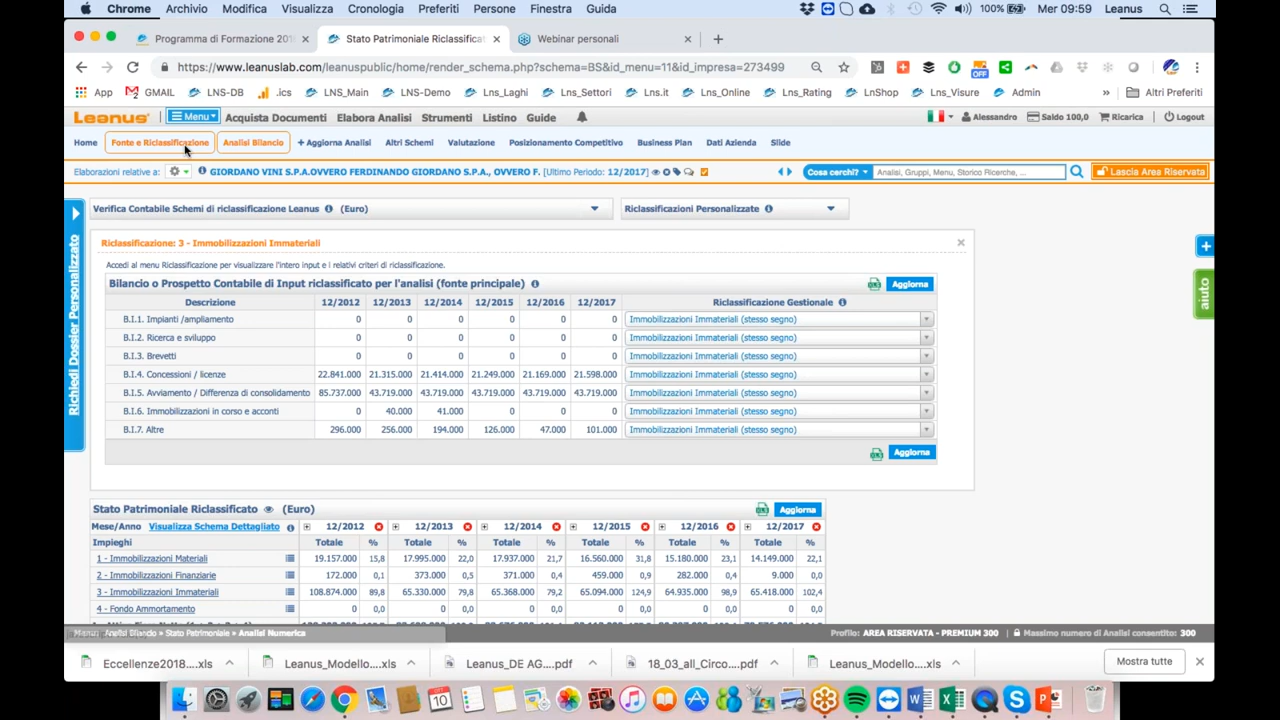 Chrome Archivio Modifica Visualizza Cronologia Preferiti Persone Finestra Guida 100% Mer 09:59 Leanus
Programma di Formazione 201 Stato Patrimoniale Riclassificat Webinar personali
https://www.leanuslab.com/leanuspublic/home/render_schema.php?schema=BS&id_menu=11&id_impresa=273499
App GMAIL LNS-DB .ics LNS_Main LNS-Demo Lns_Laghi Lns_Settori Lns.it Lns_Online Lns_Rating LnShop Lns_Visure Admin » Altri Preferiti
Leanus Menu Acquista Documenti Elabora Analisi Strumenti Listino Guide Alessandro Saldo 100,0 Ricarica Logout
Home Fonte e Riclassificazione Analisi Bilancio + Aggiorna Analisi Altri Schemi Valutazione Posizionamento Competitivo Business Plan Dati Azienda Slide
Elaborazioni relative a: GIORDANO VINI S.P.A.OVVERO FERDINANDO GIORDANO S.P.A., OVVERO F. [Ultimo Periodo: 12/2017] Cosa cerchi? Analisi, Gruppi, Menu, Storico Ricerche, ... Lascia Area Riservata
Verifica Contabile Schemi di riclassificazione Leanus (Euro) Riclassificazioni Personalizzate
Richiedi Dossier Personalizzato
aiuto
Riclassificazione: 3 - Immobilizzazioni Immateriali
Accedi al menu Riclassificazione per visualizzare l'intero input e i relativi criteri di riclassificazione.
Bilancio o Prospetto Contabile di Input riclassificato per l'analisi (fonte principale) Aggiorna
Descrizione 12/2012 12/2013 12/2014 12/2015 12/2016 12/2017 Riclassificazione Gestionale
B.I.1. Impianti /ampliamento 0 0 0 0 0 0 Immobilizzazioni Immateriali (stesso segno)
B.I.2. Ricerca e sviluppo 0 0 0 0 0 0 Immobilizzazioni Immateriali (stesso segno)
B.I.3. Brevetti 0 0 0 0 0 0 Immobilizzazioni Immateriali (stesso segno)
B.I.4. Concessioni / licenze 22.841.000 21.315.000 21.414.000 21.249.000 21.169.000 21.598.000 Immobilizzazioni Immateriali (stesso segno)
B.I.5. Avviamento / Differenza di consolidamento 85.737.000 43.719.000 43.719.000 43.719.000 43.719.000 43.719.000 Immobilizzazioni Immateriali (stesso segno)
B.I.6. Immobilizzazioni in corso e acconti 0 40.000 41.000 0 0 0 Immobilizzazioni Immateriali (stesso segno)
B.I.7. Altre 296.000 256.000 194.000 126.000 47.000 101.000 Immobilizzazioni Immateriali (stesso segno)
Aggiorna
Stato Patrimoniale Riclassificato (Euro) Aggiorna
Mese/Anno Visualizza Schema Dettagliato 12/2012 12/2013 12/2014 12/2015 12/2016 12/2017
Impieghi Totale % Totale % Totale % Totale % Totale % Totale %
1 - Immobilizzazioni Materiali 19.157.000 15,8 17.995.000 22,0 17.937.000 21,7 16.560.000 31,8 15.180.000 23,1 14.149.000 22,1
2 - Immobilizzazioni Finanziarie 172.000 0,1 373.000 0,5 371.000 0,4 459.000 0,9 282.000 0,4 9.000 0,0
3 - Immobilizzazioni Immateriali 108.874.000 89,8 65.330.000 79,8 65.368.000 79,2 65.094.000 124,9 64.935.000 98,9 65.418.000 102,4
4 - Fondo Ammortamento 0 0,0 0 0,0 0 0,0 0 0,0 0 0,0 0 0,0
Menu: Analisi Bilancio » Stato Patrimoniale » Analisi Numerica Profilo: AREA RISERVATA - PREMIUM 300 Massimo numero di Analisi consentito: 300
Eccellenze2018....xls Leanus_Modello....xls Leanus_DE AG....pdf 18_03_all_Circo....pdf Leanus_Modello....xls Mostra tutte